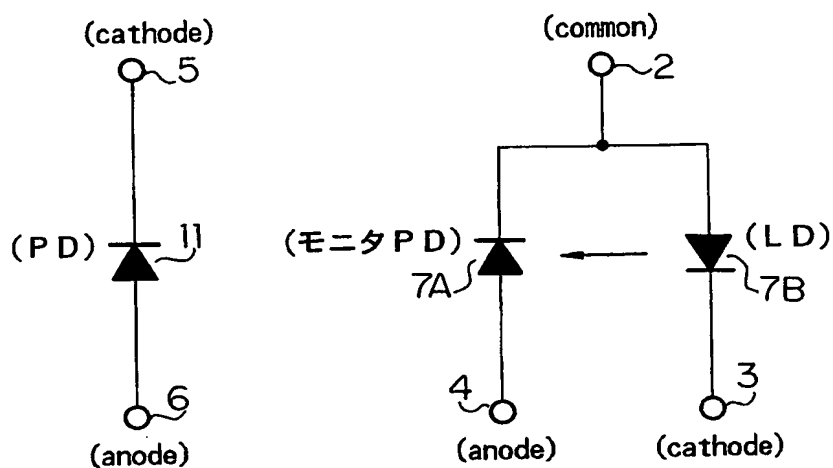 (cathode)
5
(PD)
11
6
(anode)
(common)
2
(モニタPD)
7A
(LD)
7B
4
(anode)
3
(cathode)